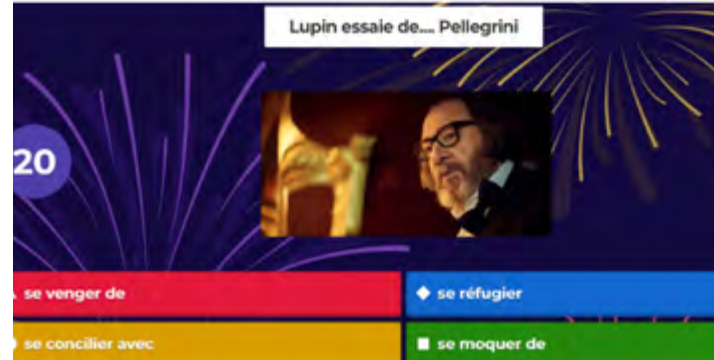 Lupin essaie de.... Pellegrini
20
se venger de
se réfugier
se concilier avec
se moquer de